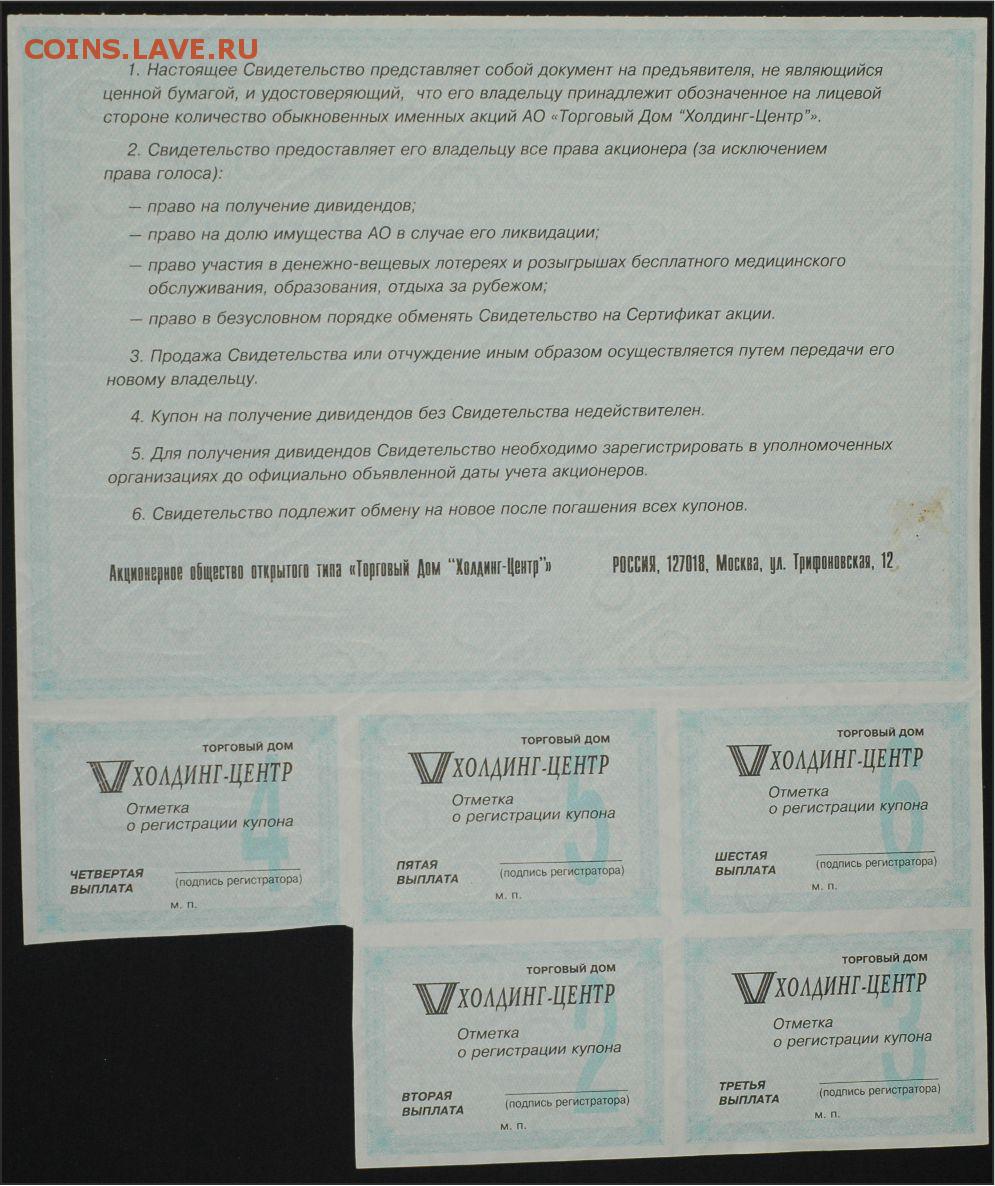 COINS.LAVE.RU
1. Настоящее Свидетельство представляет собой документ на предъявителя, не являющийся
ценной бумагой, и удостоверяющий, что его владельцу принадлежит обозначенное на лицевой
стороне количество обыкновенных именных акций АО «Торговый Дом "Холдинг-Центр"».
2. Свидетельство предоставляет его владельцу все права акционера (за исключением
права голоса):
— право на получение дивидендов;
— право на долю имущества АО в случае его ликвидации;
— право участия в денежно-вещевых лотереях и розыгрышах бесплатного медицинского
обслуживания, образования, отдыха за рубежом;
— право в безусловном порядке обменять Свидетельство на Сертификат акции.
3. Продажа Свидетельства или отчуждение иным образом осуществляется путем передачи его
новому владельцу.
4. Купон на получение дивидендов без Свидетельства недействителен.
5. Для получения дивидендов Свидетельство необходимо зарегистрировать в уполномоченных
организациях до официально объявленной даты учета акционеров.
6. Свидетельство подлежит обмену на новое после погашения всех купонов.
Акционерное общество открытого типа «Торговый Дом "Холдинг-Центр"» РОССИЯ, 127018, Москва, ул. Трифоновская, 12
ТОРГОВЫЙ ДОМ
ХОЛДИНГ-ЦЕНТР
4
Отметка
о регистрации купона
ЧЕТВЕРТАЯ
ВЫПЛАТА
(подпись регистратора)
м. п.
ТОРГОВЫЙ ДОМ
ХОЛДИНГ-ЦЕНТР
5
Отметка
о регистрации купона
ПЯТАЯ
ВЫПЛАТА
(подпись регистратора)
м. п.
ТОРГОВЫЙ ДОМ
ХОЛДИНГ-ЦЕНТР
6
Отметка
о регистрации купона
ШЕСТАЯ
ВЫПЛАТА
(подпись регистратора)
м. п.
ТОРГОВЫЙ ДОМ
ХОЛДИНГ-ЦЕНТР
2
Отметка
о регистрации купона
ВТОРАЯ
ВЫПЛАТА
(подпись регистратора)
м. п.
ТОРГОВЫЙ ДОМ
ХОЛДИНГ-ЦЕНТР
3
Отметка
о регистрации купона
ТРЕТЬЯ
ВЫПЛАТА
(подпись регистратора)
м. п.